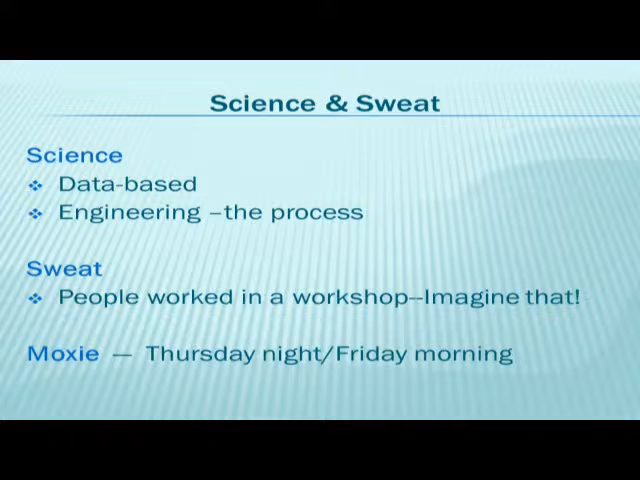 Science & Sweat
Science
❖ Data-based
❖ Engineering –the process
Sweat
❖ People worked in a workshop--Imagine that!
Moxie — Thursday night/Friday morning